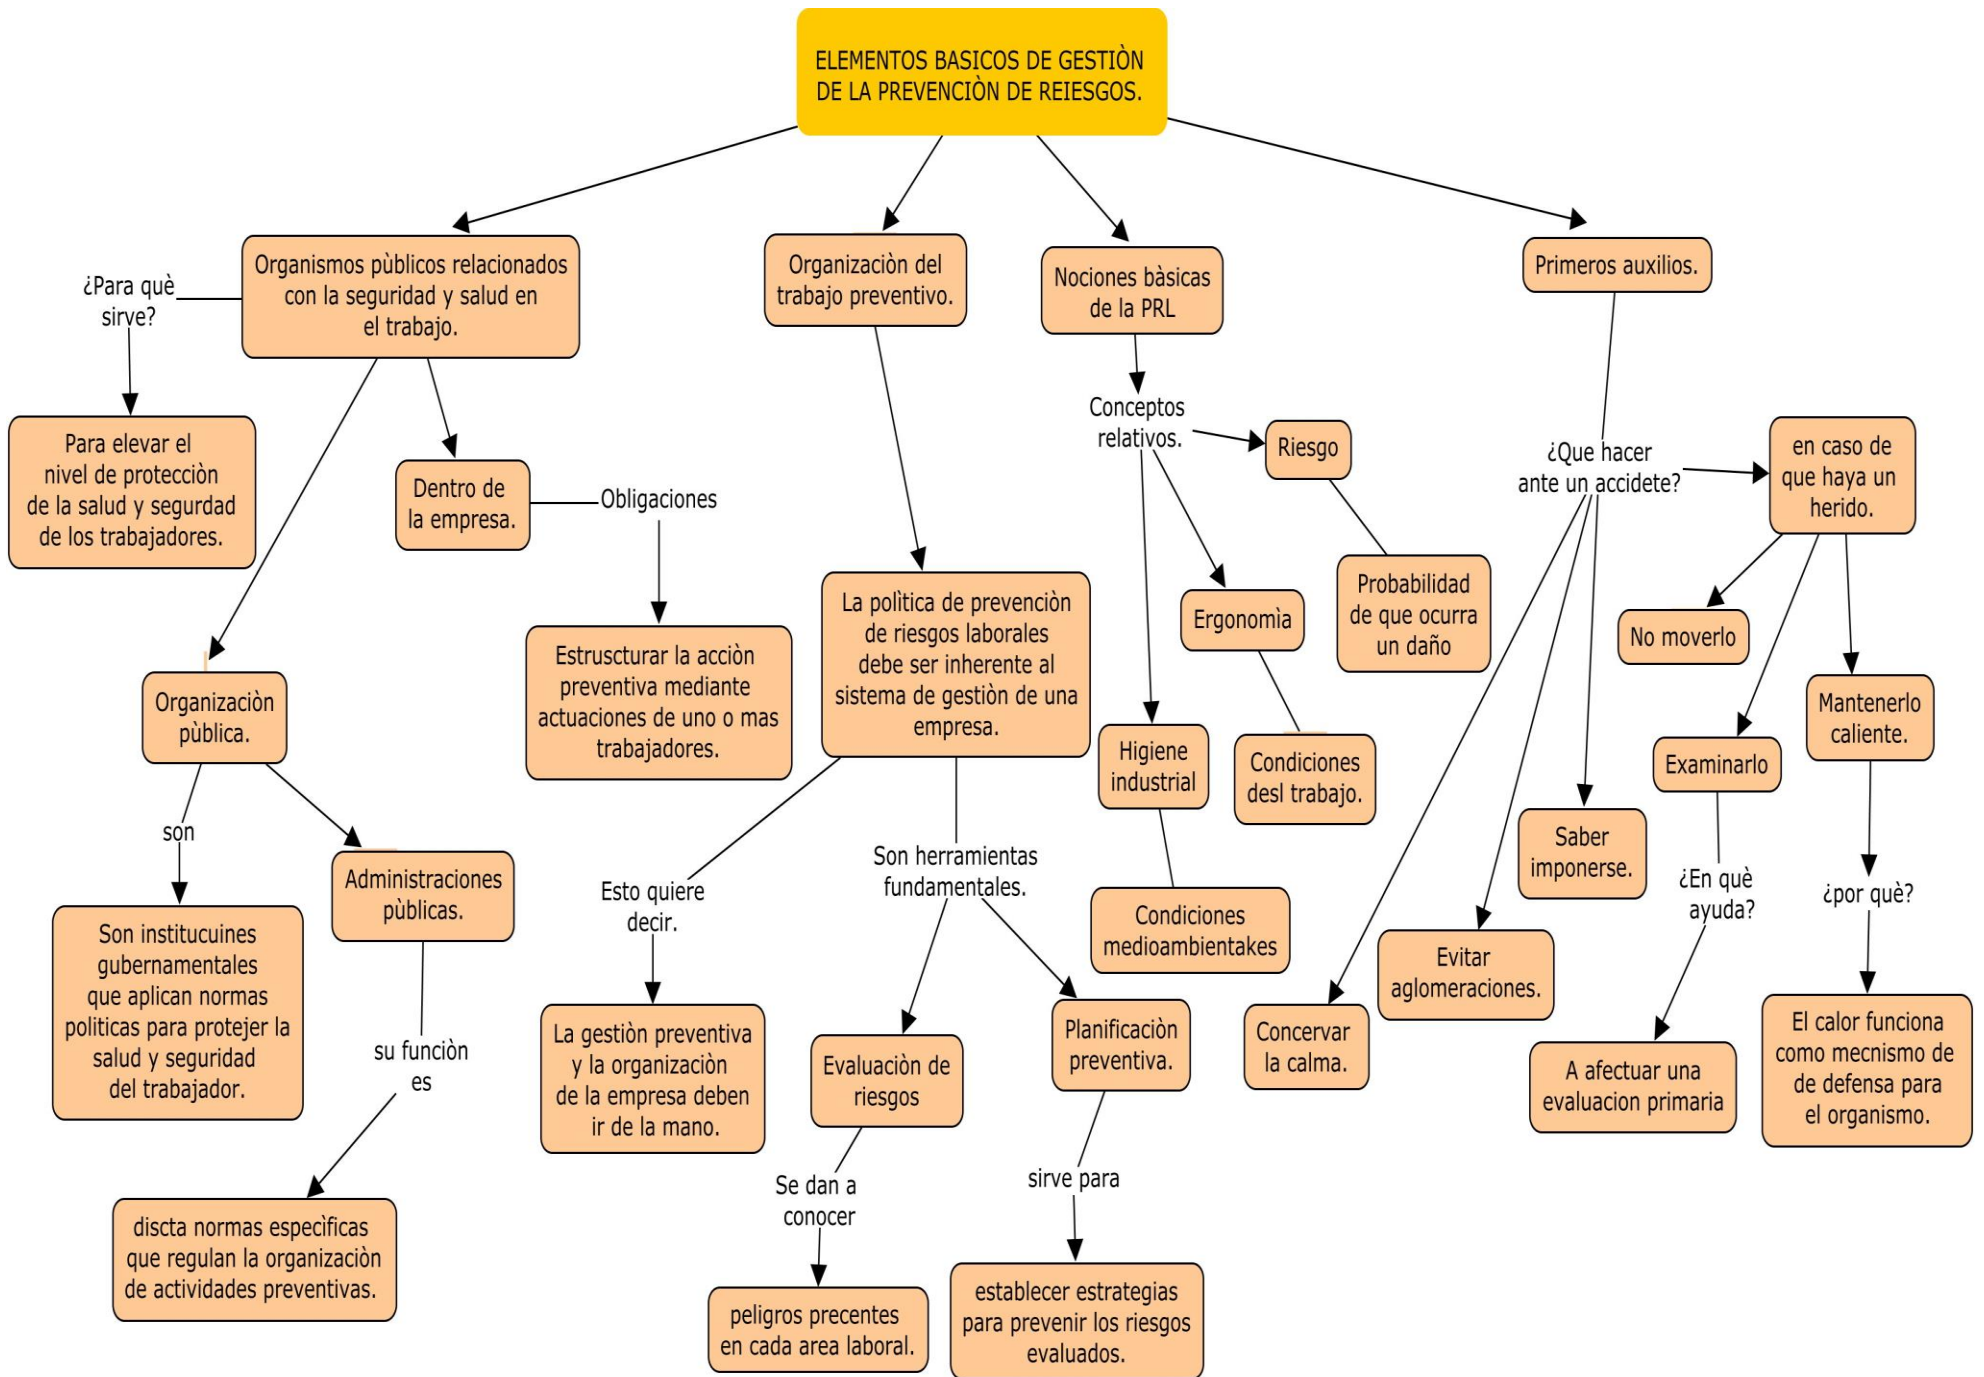 ELEMENTOS BASICOS DE GESTIÒN
DE LA PREVENCIÒN DE REIESGOS.
Organismos pùblicos relacionados
con la seguridad y salud en
el trabajo.
¿Para què
sirve?
Para elevar el
nivel de protecciòn
de la salud y segurdad
de los trabajadores.
Dentro de
la empresa.
Obligaciones
Estruscturar la acciòn
preventiva mediante
actuaciones de uno o mas
trabajadores.
Organizaciòn
pùblica.
son
Son institucuines
gubernamentales
que aplican normas
politicas para protejer la
salud y seguridad
del trabajador.
Administraciones
pùblicas.
su funciòn
es
discta normas especìficas
que regulan la organizaciòn
de actividades preventivas.
Organizaciòn del
trabajo preventivo.
La polìtica de prevenciòn
de riesgos laborales
debe ser inherente al
sistema de gestiòn de una
empresa.
Esto quiere
decir.
La gestiòn preventiva
y la organizaciòn
de la empresa deben
ir de la mano.
Son herramientas
fundamentales.
Evaluaciòn de
riesgos
Se dan a
conocer
peligros precentes
en cada area laboral.
Planificaciòn
preventiva.
sirve para
establecer estrategias
para prevenir los riesgos
evaluados.
Nociones bàsicas
de la PRL
Conceptos
relativos.
Riesgo
Probabilidad
de que ocurra
un daño
Ergonomìa
Condiciones
desl trabajo.
Higiene
industrial
Condiciones
medioambientakes
Primeros auxilios.
¿Que hacer
ante un accidete?
Concervar
la calma.
Evitar
aglomeraciones.
Saber
imponerse.
en caso de
que haya un
herido.
No moverlo
Examinarlo
¿En què
ayuda?
A afectuar una
evaluacion primaria
Mantenerlo
caliente.
¿por què?
El calor funciona
como mecnismo de
de defensa para
el organismo.